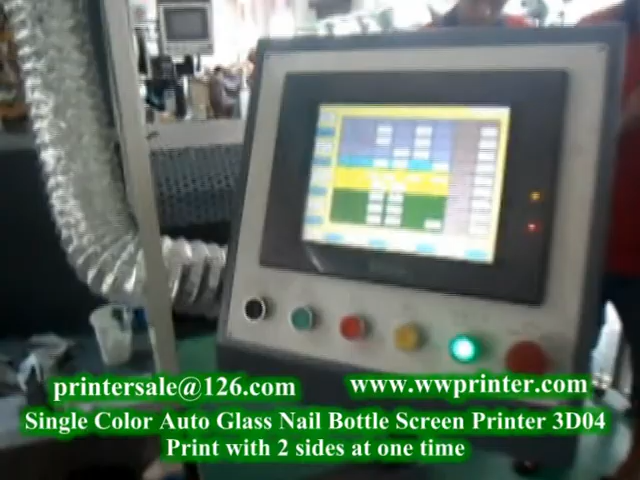 printersale@126.com www.wwprinter.com
Single Color Auto Glass Nail Bottle Screen Printer 3D04
Print with 2 sides at one time